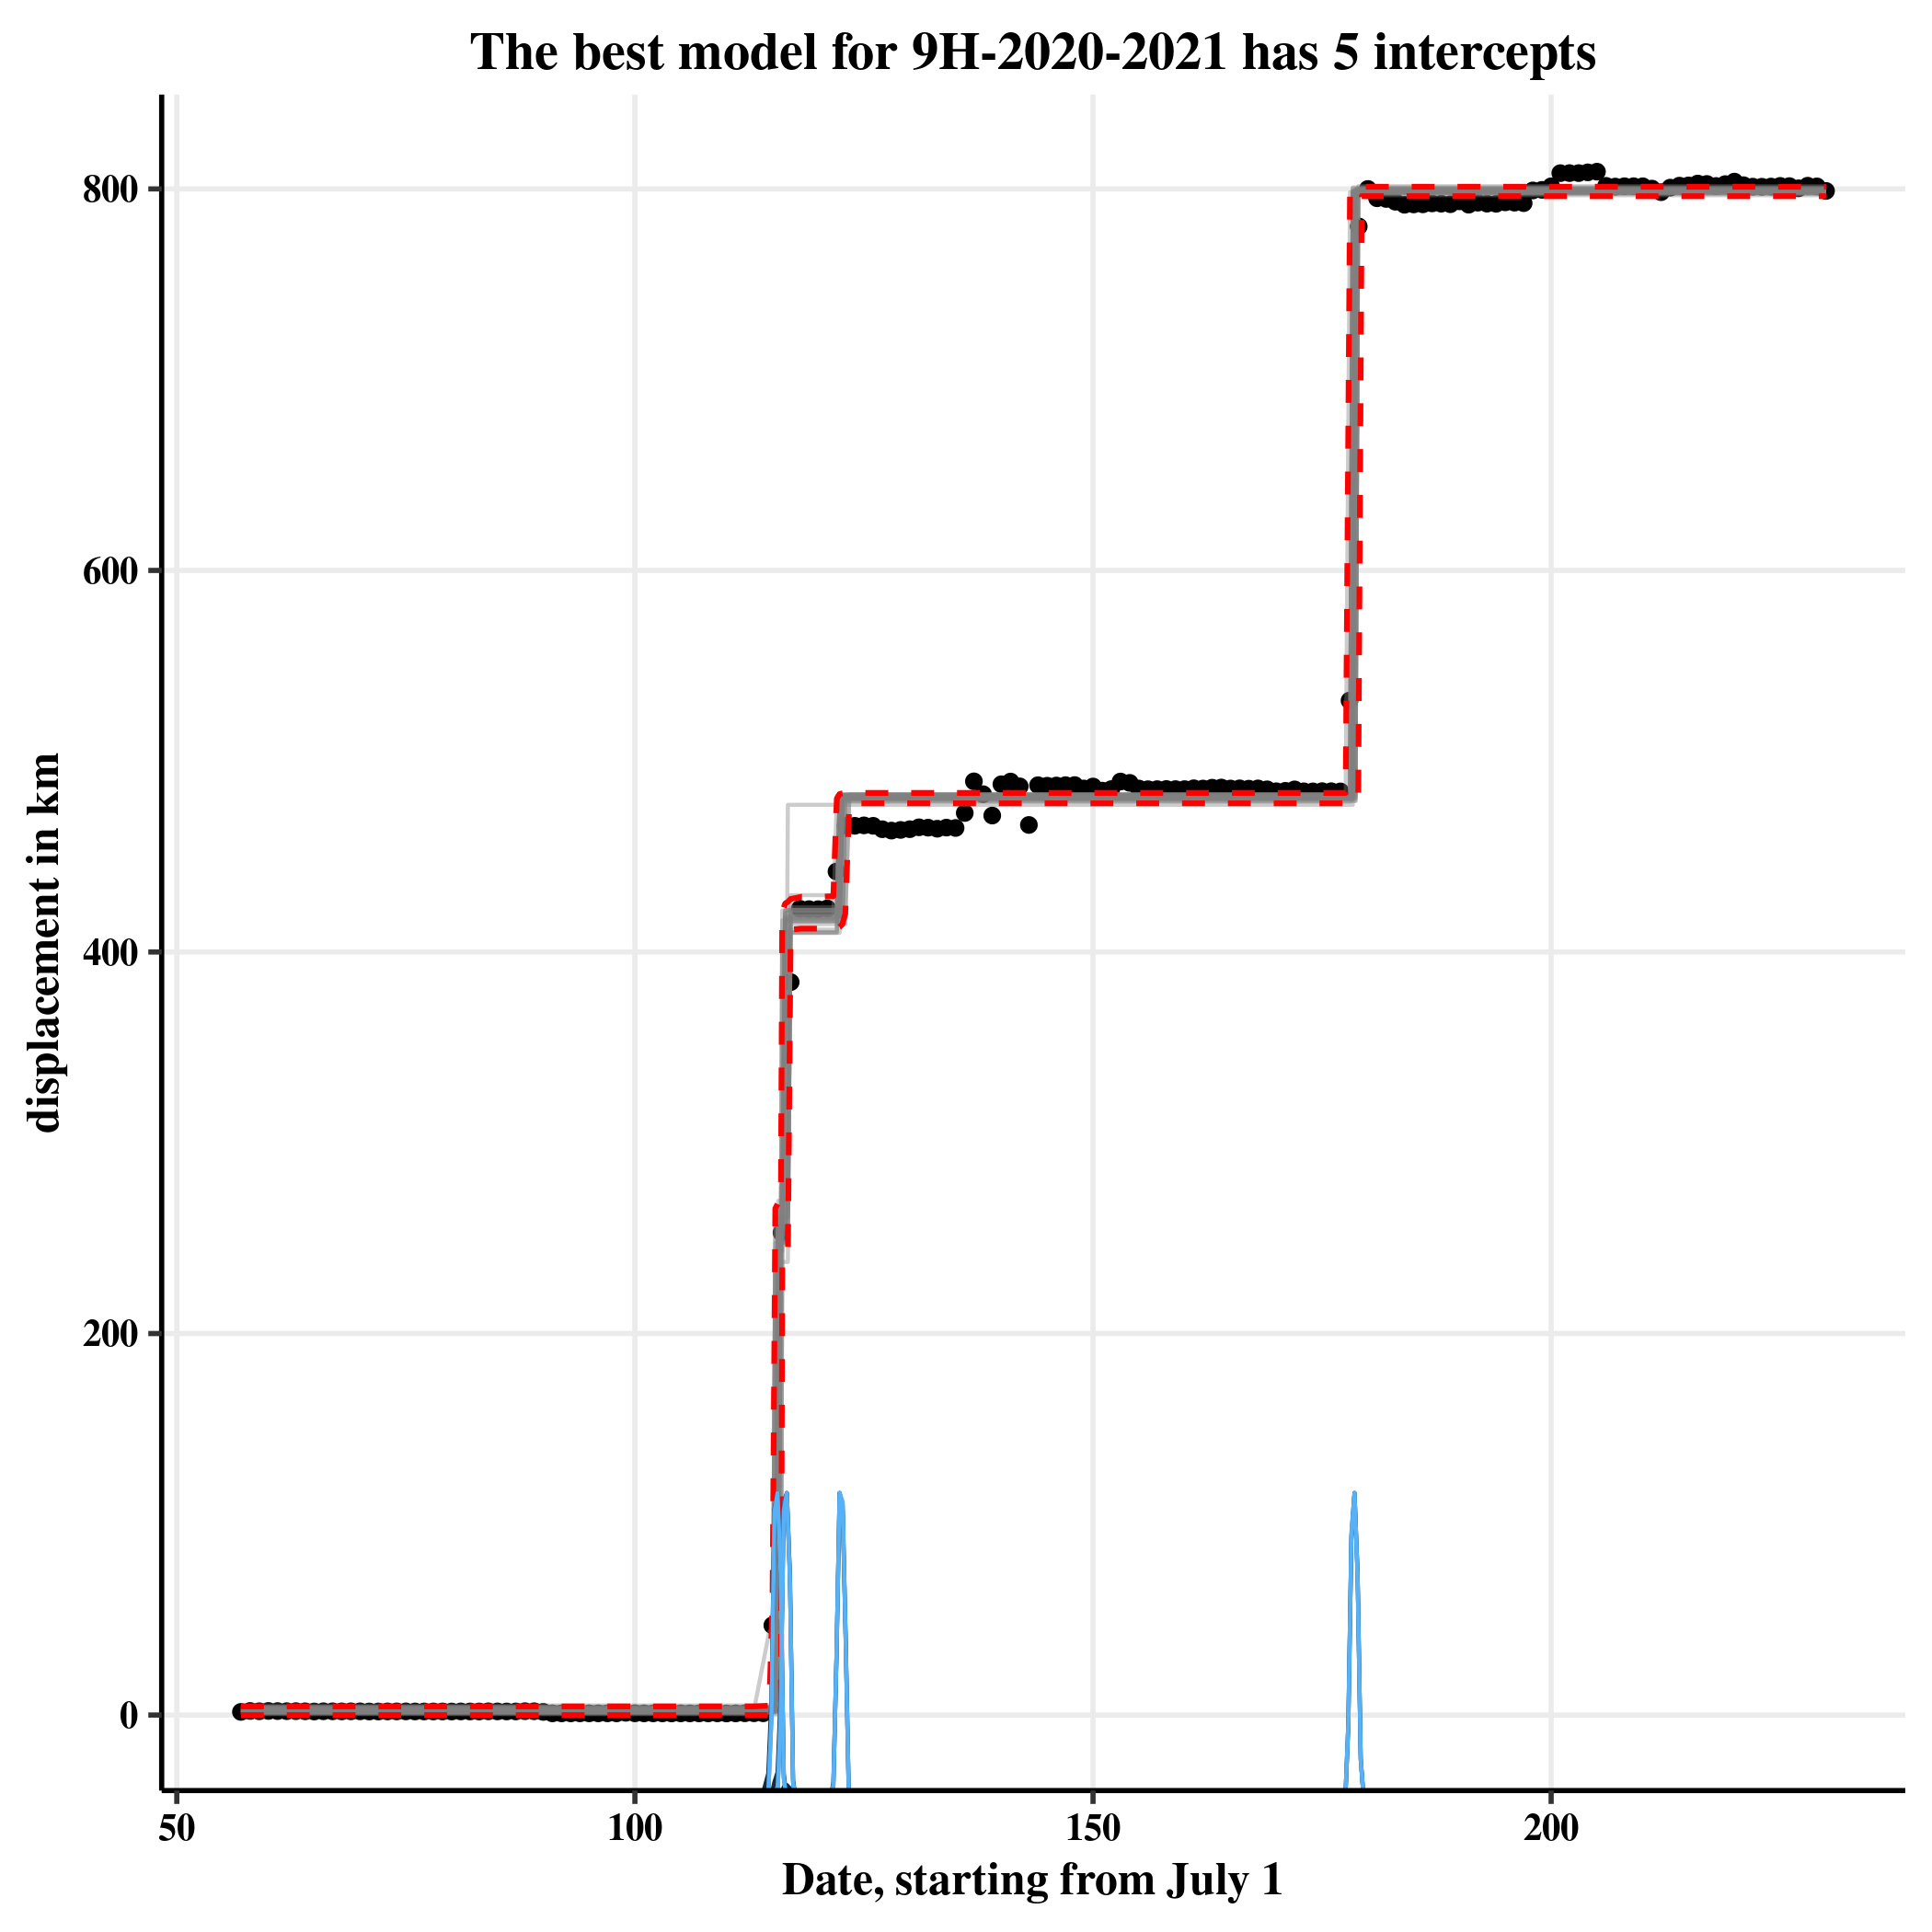 The best model for 9H-2020-2021 has 5 intercepts
800
600
400
200
0
displacement in km
50 100 150 200
Date, starting from July 1